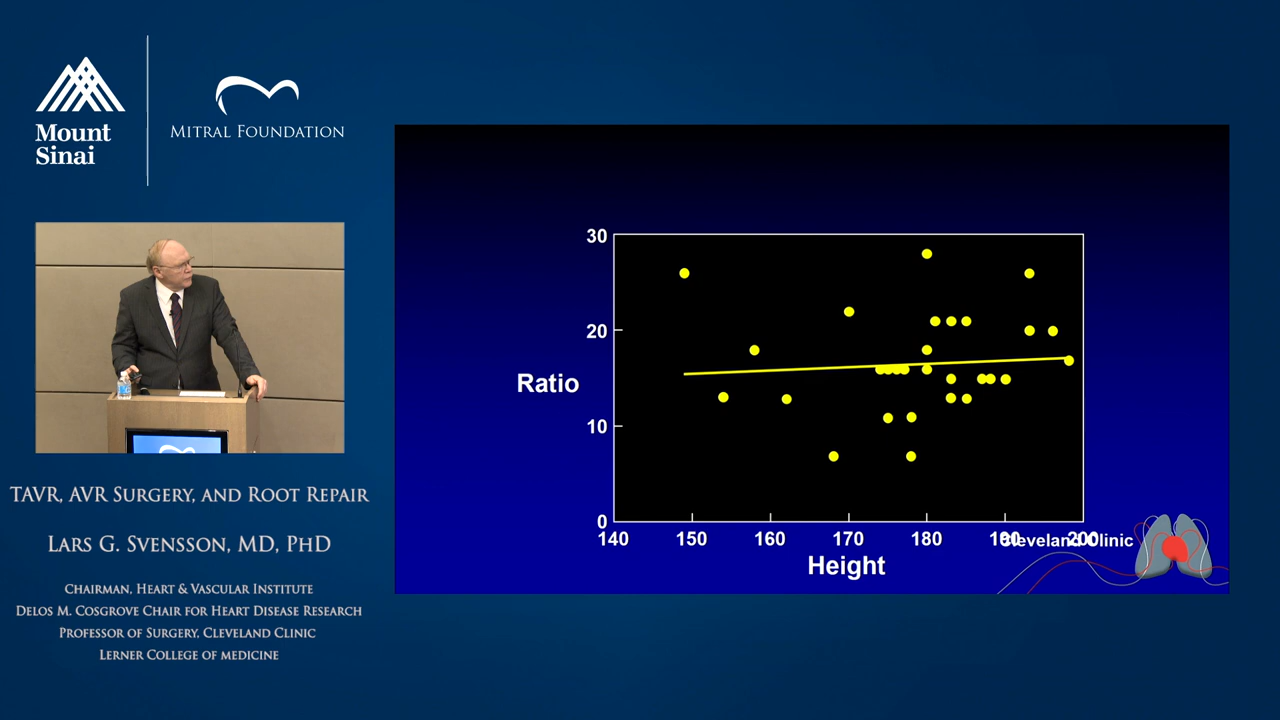 Mount
Sinai
MITRAL FOUNDATION
TAVR, AVR SURGERY, AND ROOT REPAIR
LARS G. SVENSSON, MD, PHD
CHAIRMAN, HEART & VASCULAR INSTITUTE
DELOS M. COSGROVE CHAIR FOR HEART DISEASE RESEARCH
PROFESSOR OF SURGERY, CLEVELAND CLINIC
LERNER COLLEGE OF MEDICINE
30
20
Ratio
10
0
140 150 160 170 180 190 200
Cleveland Clinic
Height